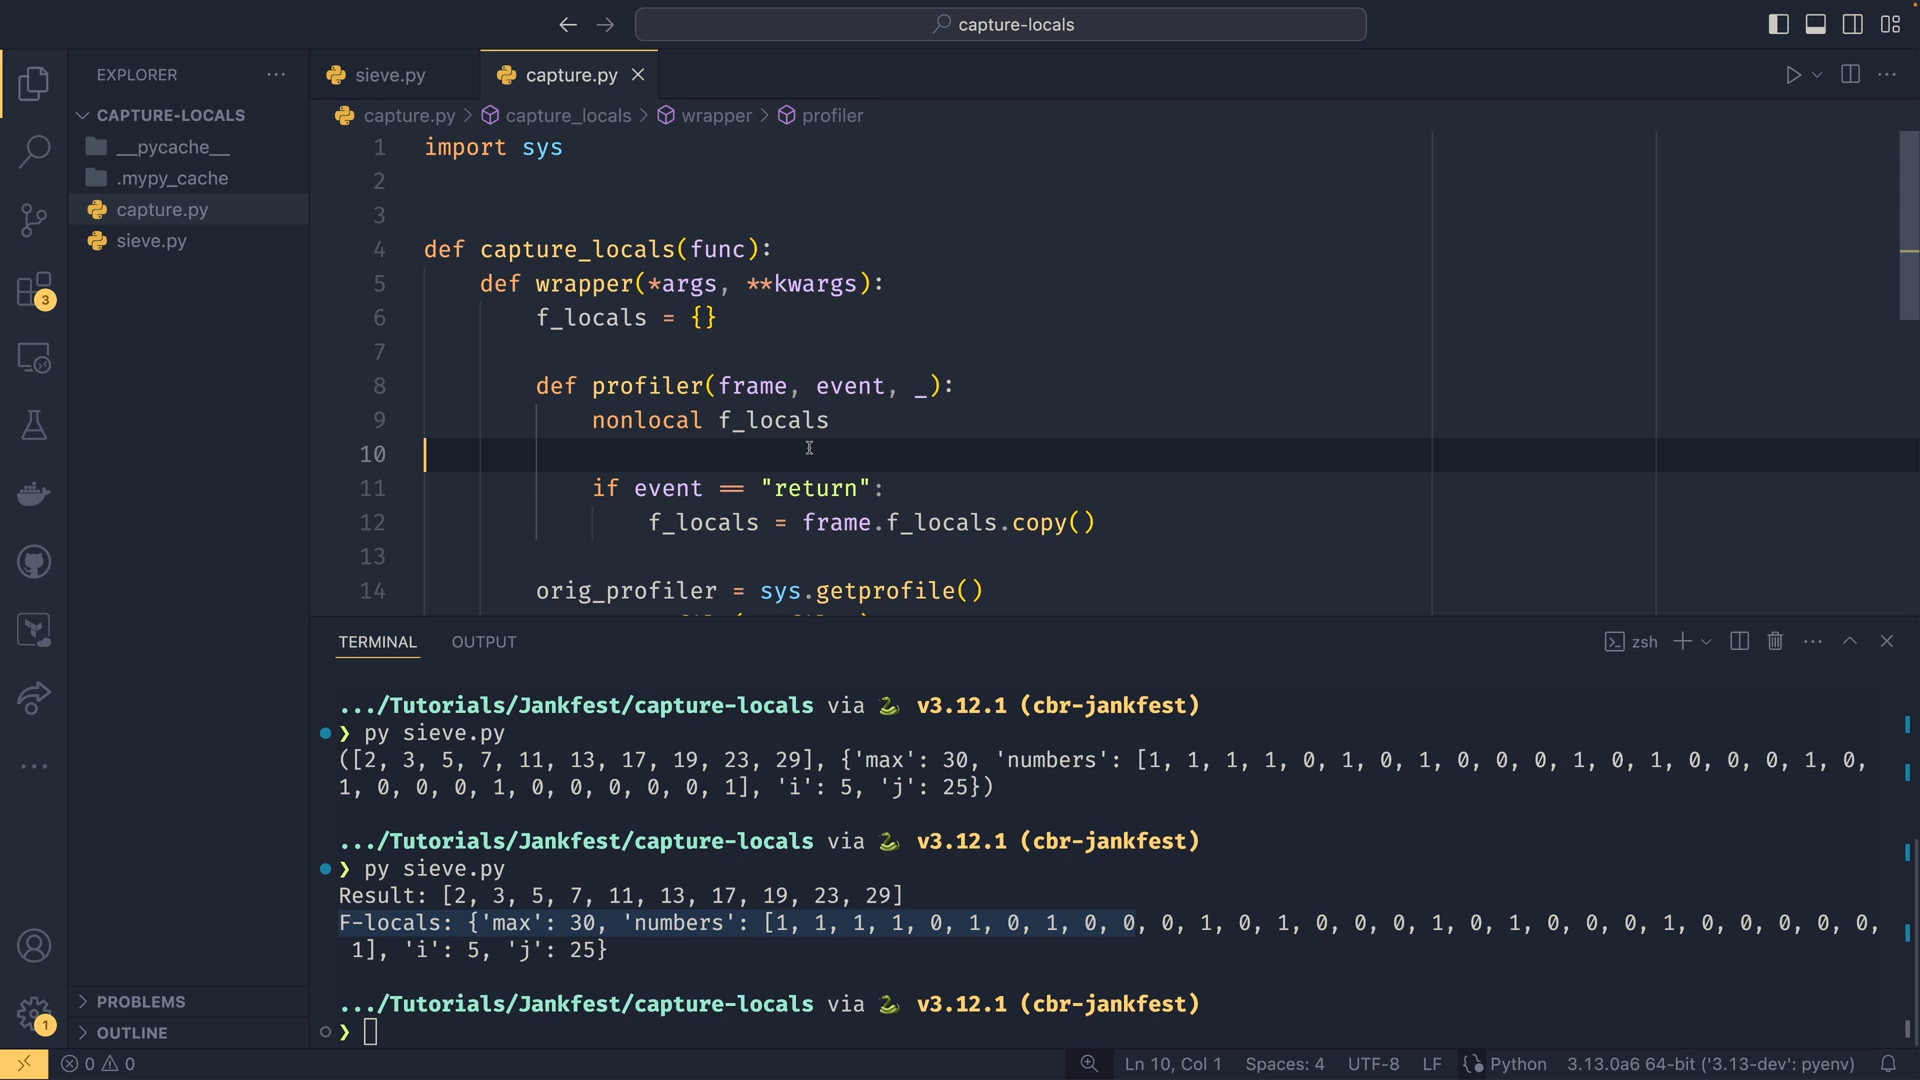 capture-locals
EXPLORER
CAPTURE-LOCALS
__pycache__
.mypy_cache
capture.py
sieve.py
3
1
PROBLEMS
OUTLINE
sieve.py
capture.py
capture.py > capture_locals > wrapper > profiler
1 import sys
2
3
4 def capture_locals(func):
5 def wrapper(*args, **kwargs):
6 f_locals = {}
7
8 def profiler(frame, event, _):
9 nonlocal f_locals
10
11 if event == "return":
12 f_locals = frame.f_locals.copy()
13
14 orig_profiler = sys.getprofile()
TERMINAL OUTPUT
zsh
.../Tutorials/Jankfest/capture-locals via 🐍 v3.12.1 (cbr-jankfest)
❯ py sieve.py
([2, 3, 5, 7, 11, 13, 17, 19, 23, 29], {'max': 30, 'numbers': [1, 1, 1, 1, 0, 1, 0, 1, 0, 0, 0, 1, 0, 1, 0, 0, 0, 1, 0,
1, 0, 0, 0, 1, 0, 0, 0, 0, 0, 1], 'i': 5, 'j': 25})
.../Tutorials/Jankfest/capture-locals via 🐍 v3.12.1 (cbr-jankfest)
❯ py sieve.py
Result: [2, 3, 5, 7, 11, 13, 17, 19, 23, 29]
F-locals: {'max': 30, 'numbers': [1, 1, 1, 1, 0, 1, 0, 1, 0, 0, 0, 1, 0, 1, 0, 0, 0, 1, 0, 1, 0, 0, 0, 1, 0, 0, 0, 0, 0,
1], 'i': 5, 'j': 25}
.../Tutorials/Jankfest/capture-locals via 🐍 v3.12.1 (cbr-jankfest)
❯
0 0
Ln 10, Col 1 Spaces: 4 UTF-8 LF Python 3.13.0a6 64-bit ('3.13-dev': pyenv)